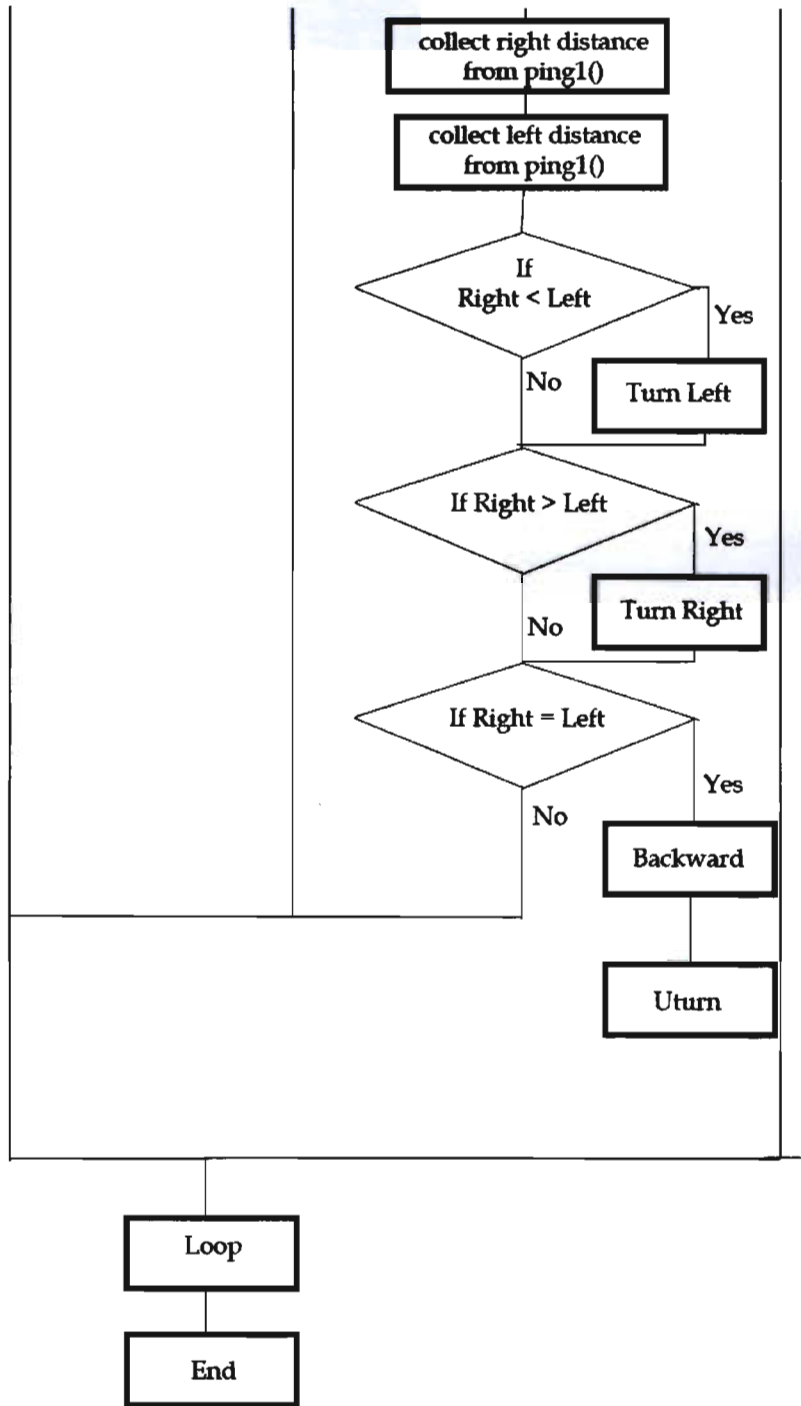 collect right distance
from ping1()
collect left distance
from ping1()
If
Right < Left
Yes
No
Turn Left
If Right > Left
Yes
No
Turn Right
If Right = Left
Yes
No
Backward
Uturn
Loop
End